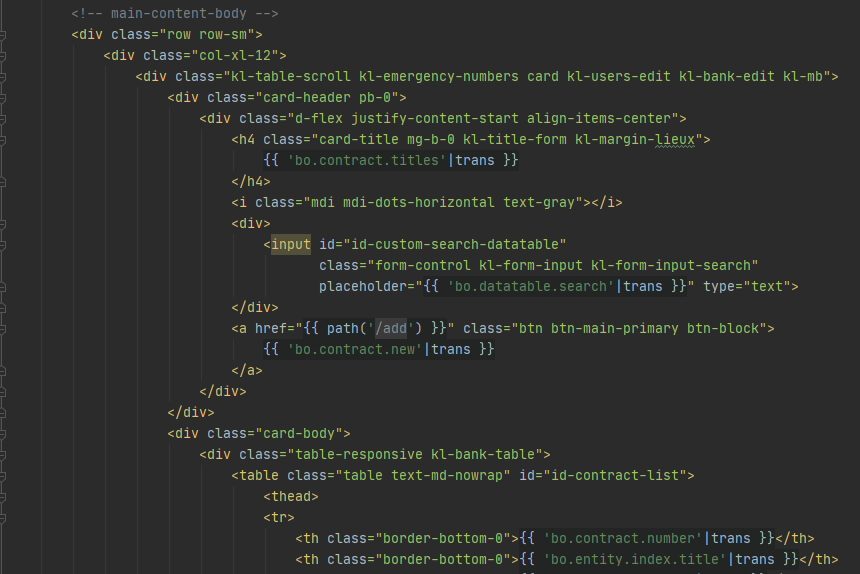 <!-- main-content-body -->
<div class="row row-sm">
<div class="col-xl-12">
<div class="kl-table-scroll kl-emergency-numbers card kl-users-edit kl-bank-edit kl-mb">
<div class="card-header pb-0">
<div class="d-flex justify-content-start align-items-center">
<h4 class="card-title mg-b-0 kl-title-form kl-margin-lieux">
{{ 'bo.contract.titles'|trans }}
</h4>
<i class="mdi mdi-dots-horizontal text-gray"></i>
<div>
<input id="id-custom-search-datatable"
class="form-control kl-form-input kl-form-input-search"
placeholder="{{ 'bo.datatable.search'|trans }}" type="text">
</div>
<a href="{{ path('/add') }}" class="btn btn-main-primary btn-block">
{{ 'bo.contract.new'|trans }}
</a>
</div>
</div>
<div class="card-body">
<div class="table-responsive kl-bank-table">
<table class="table text-md-nowrap" id="id-contract-list">
<thead>
<tr>
<th class="border-bottom-0">{{ 'bo.contract.number'|trans }}</th>
<th class="border-bottom-0">{{ 'bo.entity.index.title'|trans }}</th>